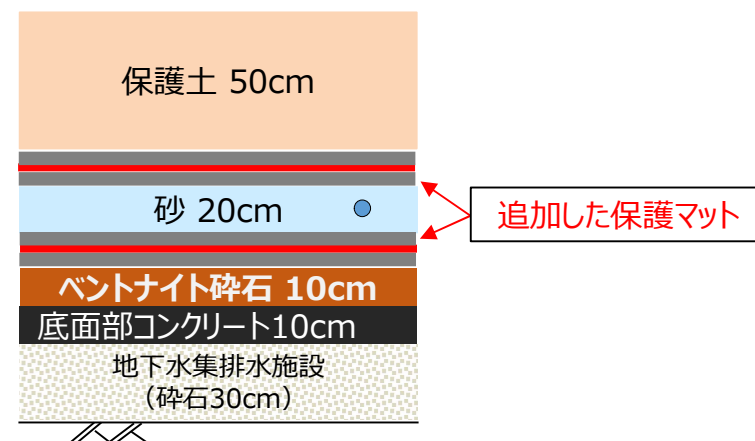 保護土 50cm
砂 20cm
追加した保護マット
ベントナイト砕石 10cm
底面部コンクリート10cm
地下水集排水施設
（砕石30cm）